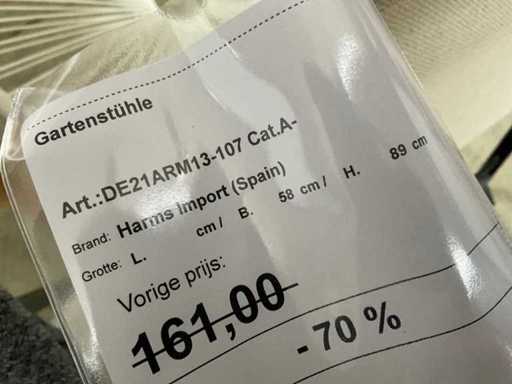 Gartenstühle
Art.:DE21ARM13-107 Cat.A-
Brand: Harms Import (Spain)
Grotte: L. cm / B. 58 cm / H. 89 cm
Vorige prijs:
161,00
- 70 %